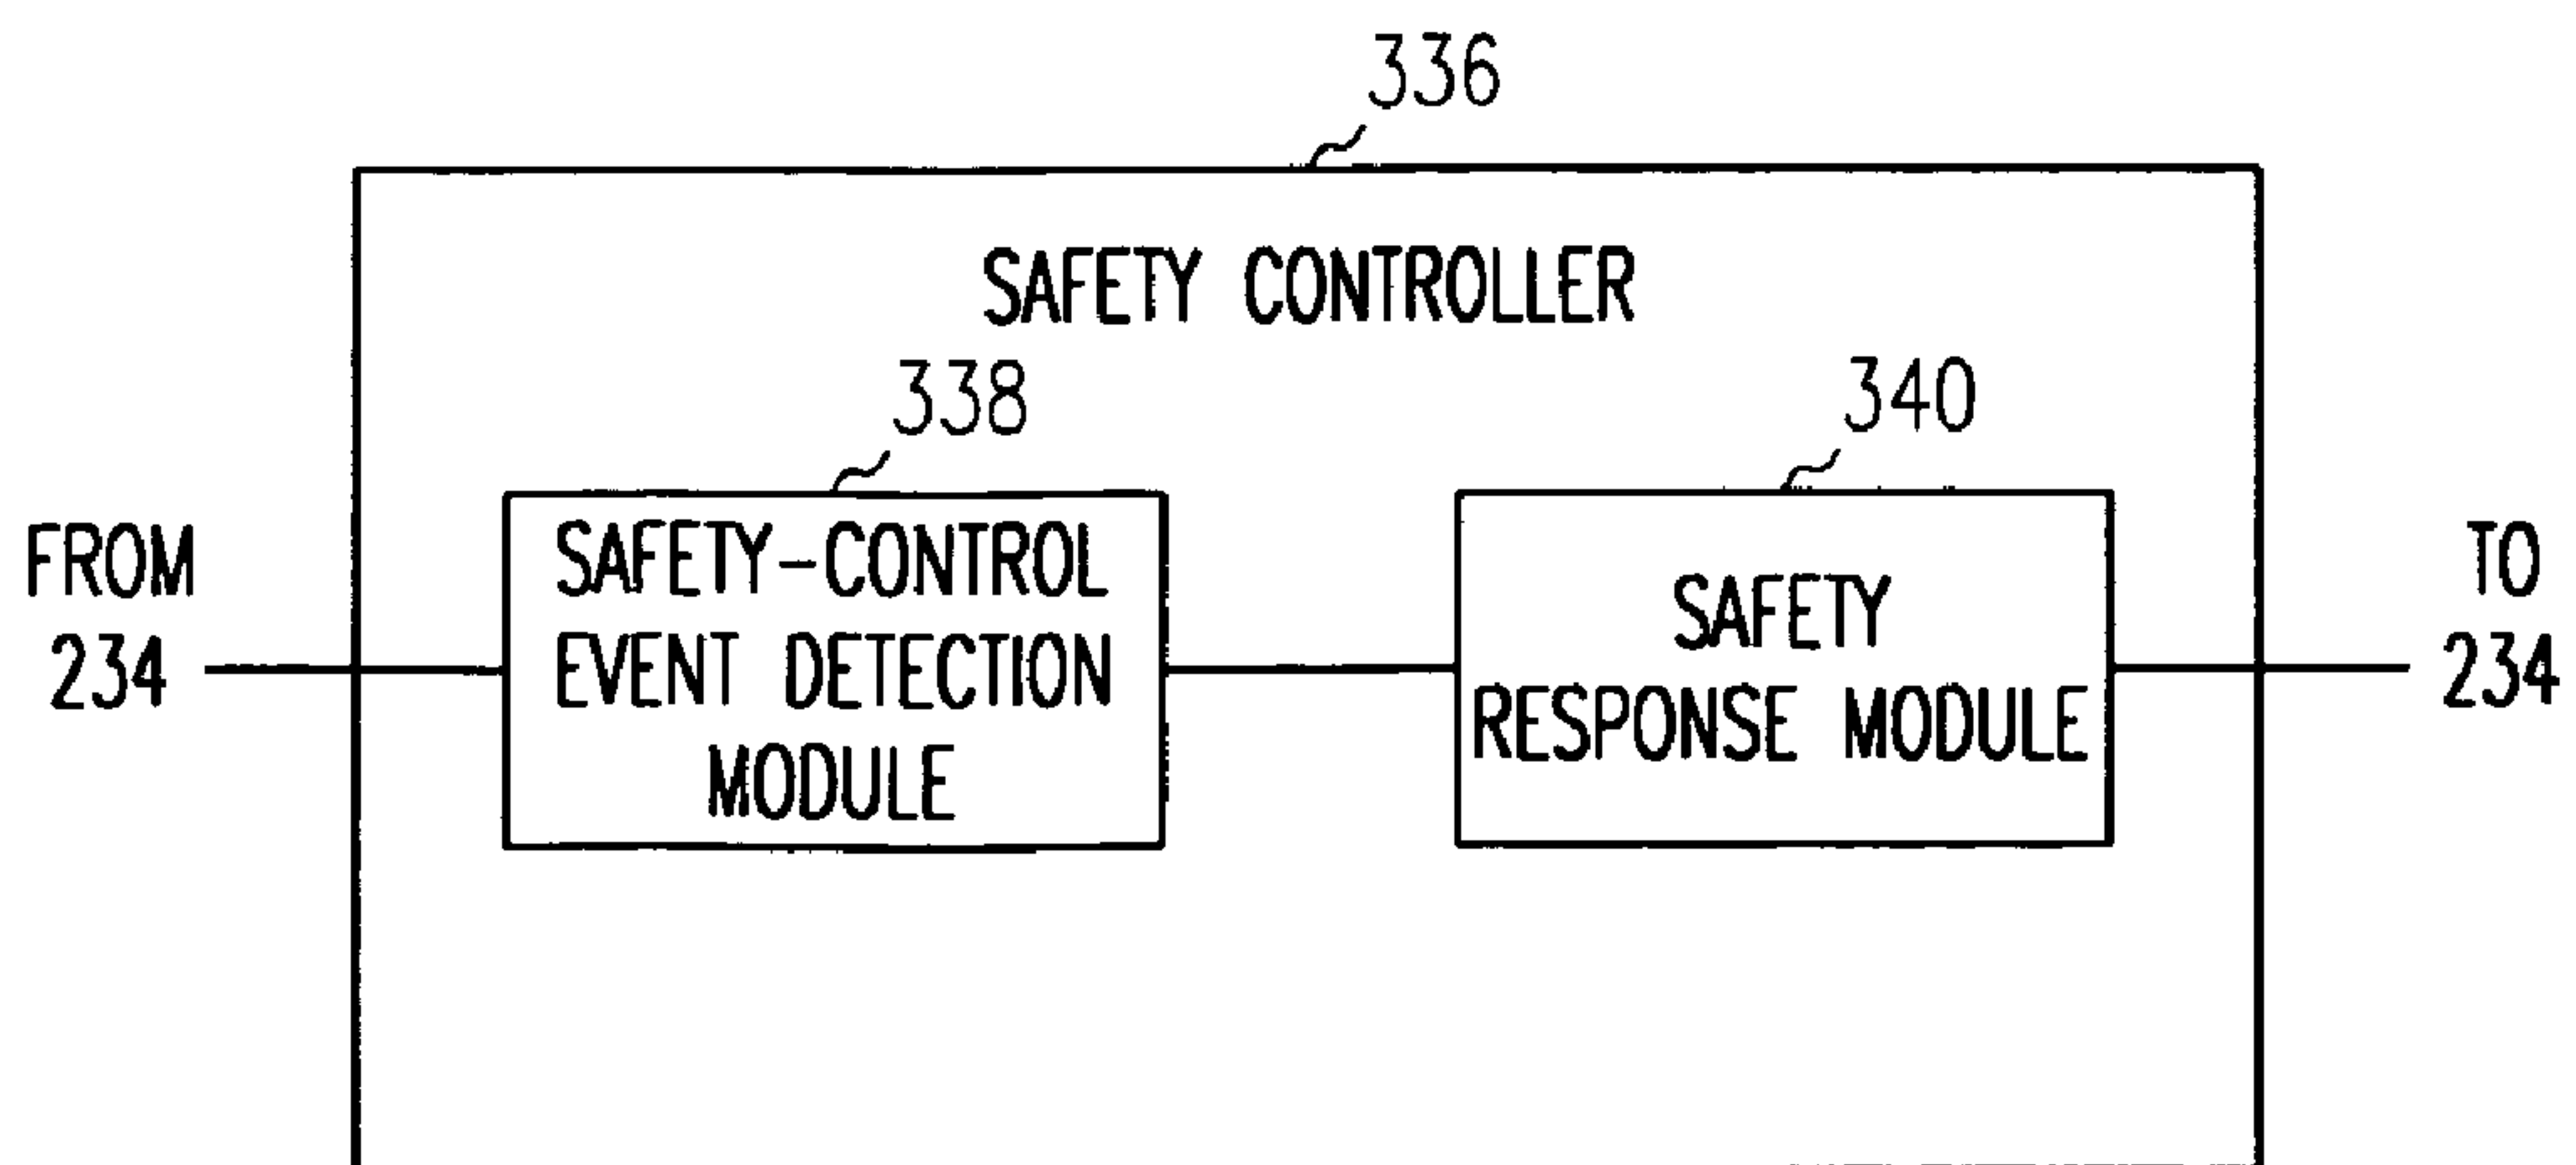 336
SAFETY CONTROLLER
338
340
FROM
234
SAFETY-CONTROL
EVENT DETECTION
MODULE
SAFETY
RESPONSE MODULE
TO
234